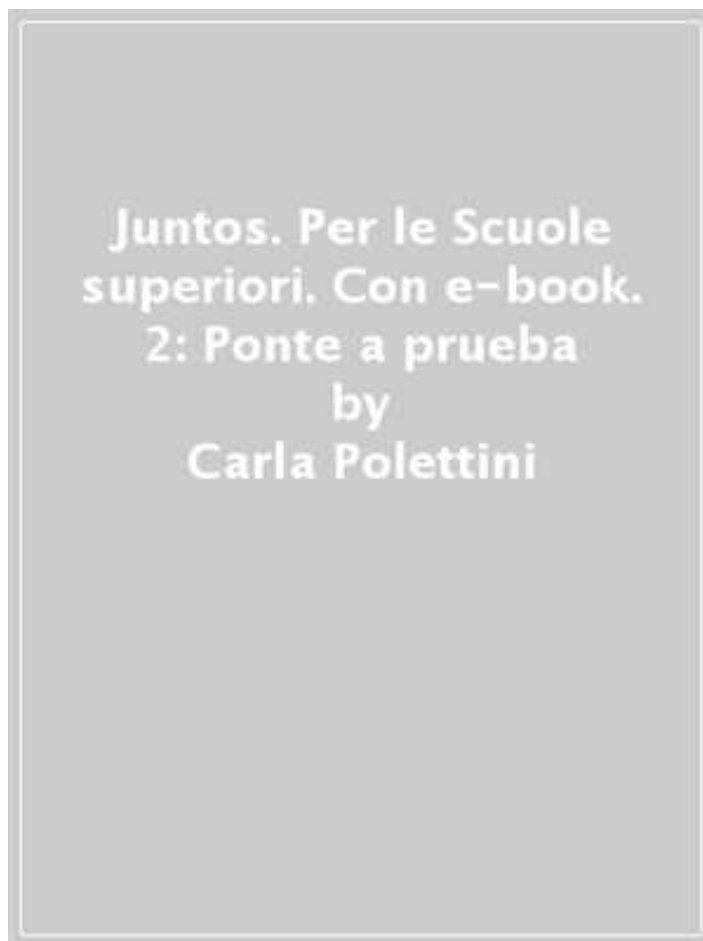 Juntos. Per le Scuole
superiori. Con e-book.
2: Ponte a prueba
by
Carla Polettini